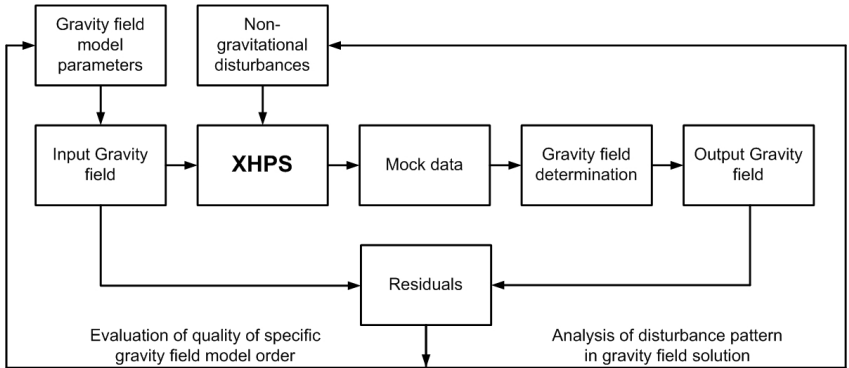 Gravity field
model
parameters
Non-
gravitational
disturbances
Input Gravity
field
XHPS
Mock data
Gravity field
determination
Output Gravity
field
Residuals
Evaluation of quality of specific
gravity field model order
Analysis of disturbance pattern
in gravity field solution